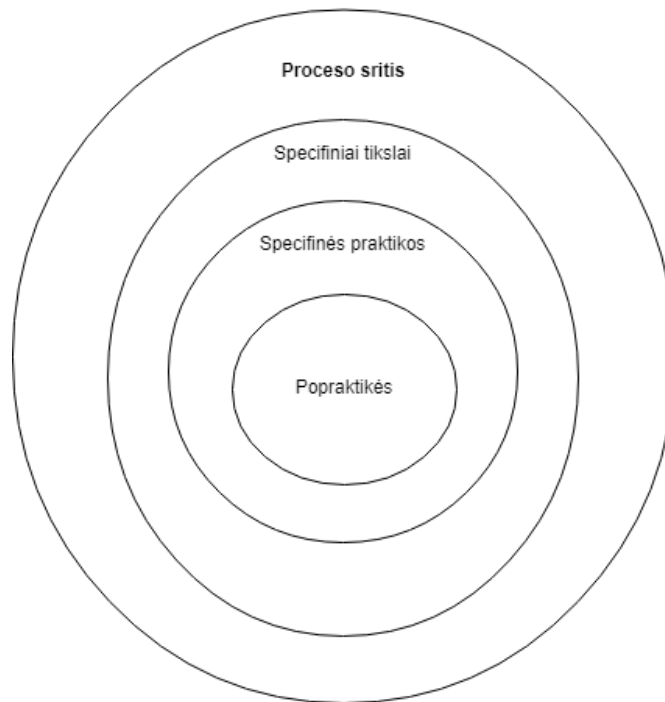 Proceso sritis
Specifiniai tikslai
Specifinės praktikos
Popraktikės